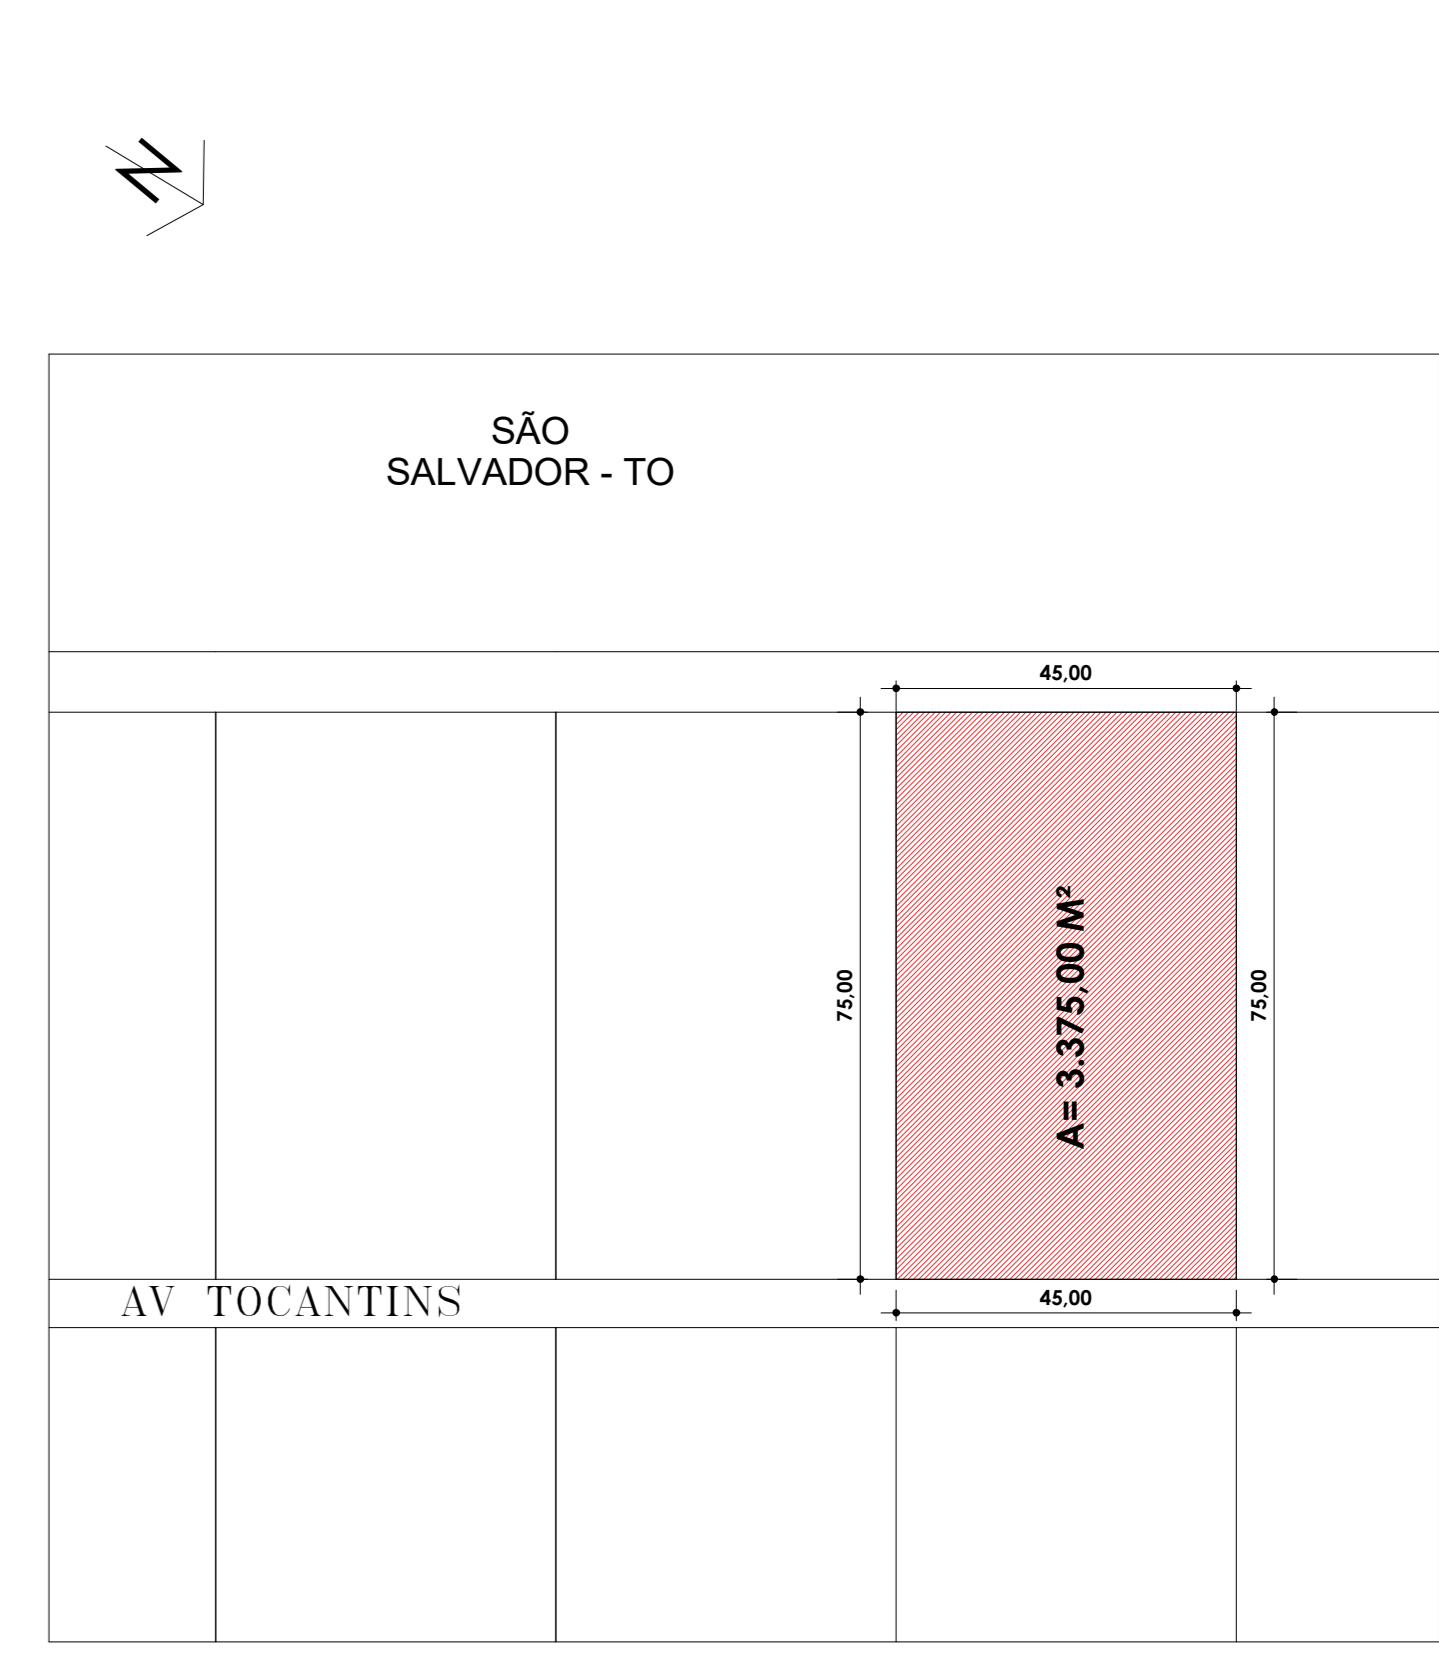 N
SÃO
SALVADOR - TO
45,00
75,00
A= 3.375,00 M²
75,00
AV TOCANTINS
45,00